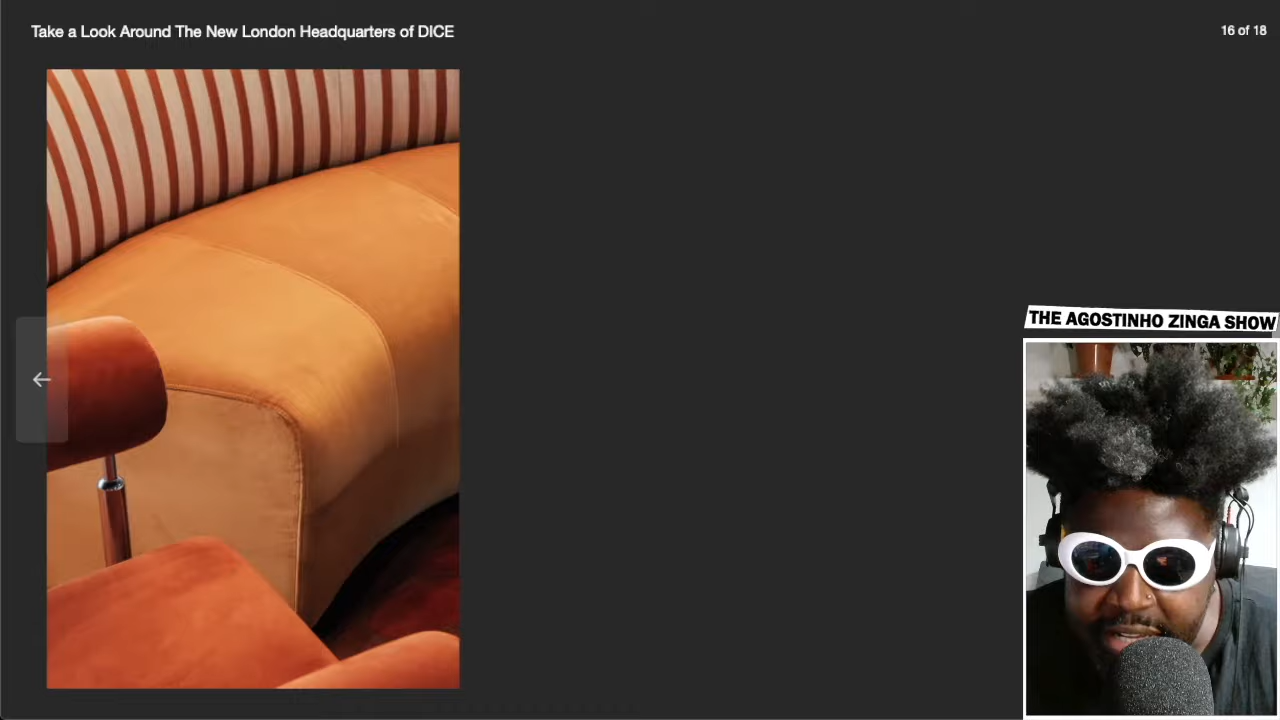 Take a Look Around The New London Headquarters of DICE
16 of 18
THE AGOSTINHO ZINGA SHOW